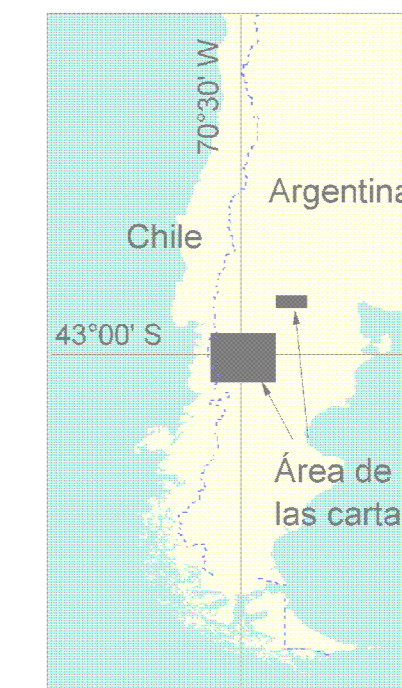 70°30' W
Argentina
Chile
43°00' S
Área de
las carta